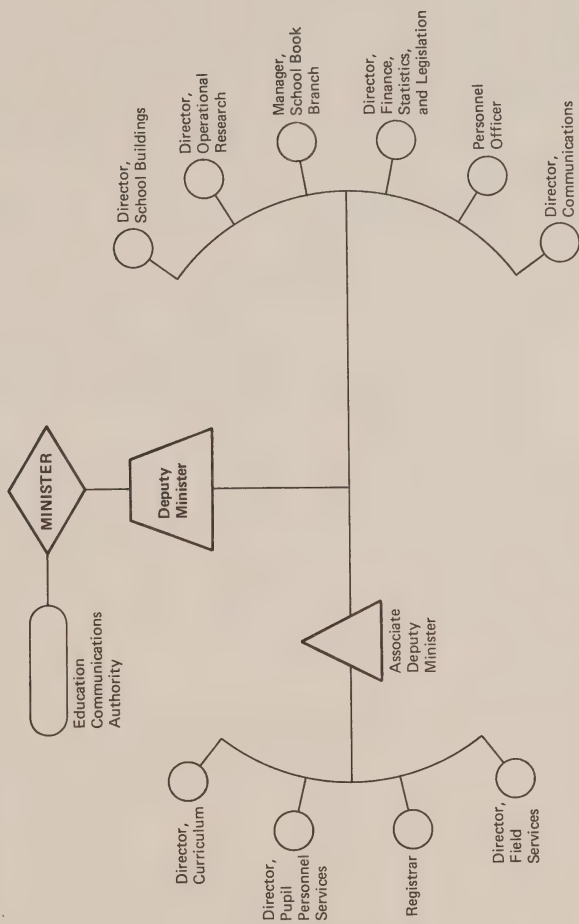 MINISTER
Education
Communications
Authority
Deputy
Minister
Associate
Deputy
Minister
Director,
Curriculum
Director,
Pupil
Personnel
Services
Registrar
Director,
Field
Services
Director,
School Buildings
Director,
Operational
Research
Manager,
School Book
Branch
Director,
Finance,
Statistics,
and Legislation
Personnel
Officer
Director,
Communications